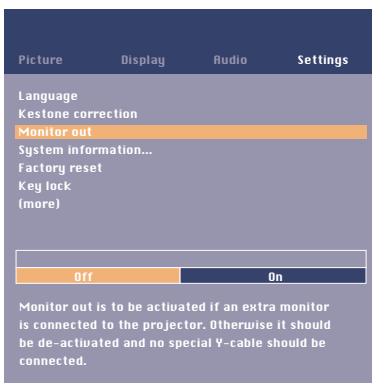 Picture Display Audio Settings
Language
Kestone correction
Monitor out
System information...
Factory reset
Key lock
(more)
Off On
Monitor out is to be activated if an extra monitor
is connected to the projector. Otherwise it should
be de-activated and no special Y-cable should be
connected.